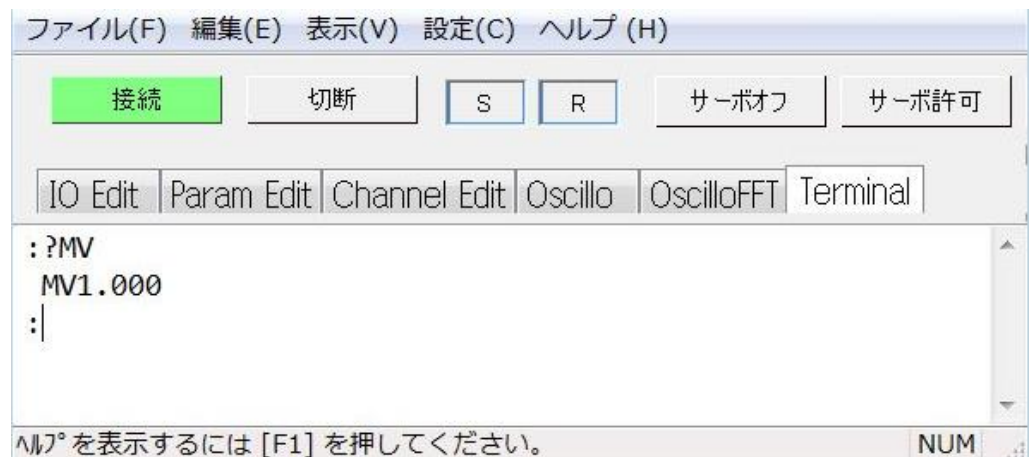 ファイル(F) 編集(E) 表示(V) 設定(C) ヘルプ (H)
接続 切断 S R サーボオフ サーボ許可
IO Edit Param Edit Channel Edit Oscillo OscilloFFT Terminal
:?MV
MV1.000
:
ﾍﾙﾌﾟを表示するには [F1] を押してください。 NUM